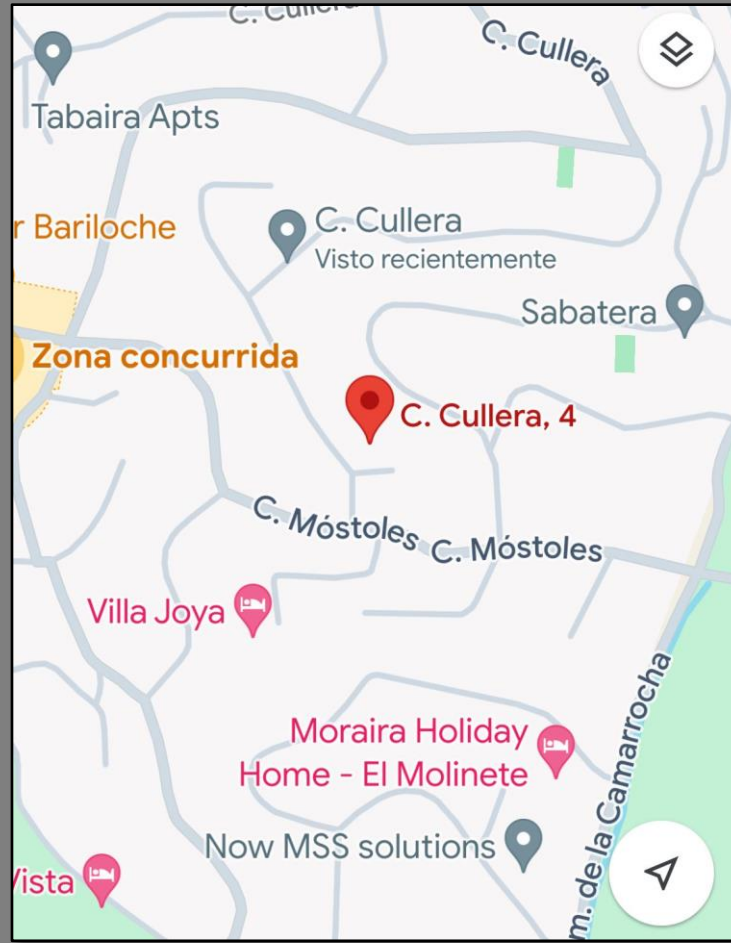 C. Cullera
C. Cullera
Tabaira Apts
r Bariloche
C. Cullera
Visto recientemente
Sabatera
Zona concurrida
C. Cullera, 4
C. Móstoles
C. Móstoles
Villa Joya
Moraira Holiday
Home - El Molinete
m. de la Camarrocha
Now MSS solutions
Vista